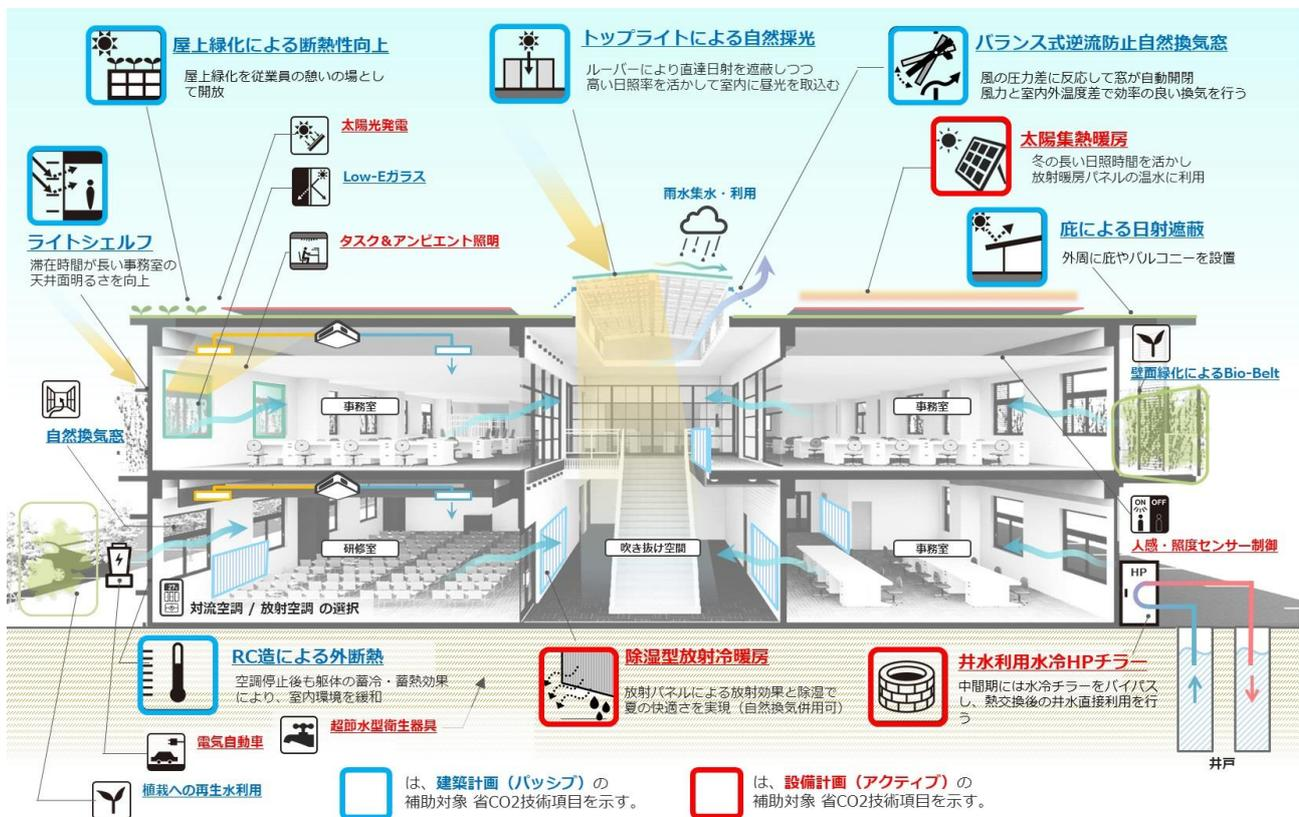 屋上緑化による断熱性向上
屋上緑化を従業員の憩いの場とし
て開放
トップライトによる自然採光
ルーバーにより直達日射を遮蔽しつつ
高い日照率を活かして室内に昼光を取込む
バランス式逆流防止自然換気窓
風の圧力差に反応して窓が自動開閉
風力と室内外温度差で効率の良い換気を行う
太陽光発電
Low-Eガラス
タスク&アンビエント照明
太陽集熱暖房
冬の長い日照時間を活かし
放射暖房パネルの温水に利用
ライトシェルフ
滞在時間が長い事務室の
天井面明るさを向上
雨水集水・利用
庇による日射遮蔽
外周に庇やバルコニーを設置
壁面緑化によるBio-Belt
自然換気窓
事務室
事務室
ON OFF
人感・照度センサー制御
研修室
吹き抜け空間
事務室
HP
対流空調 / 放射空調 の選択
RC造による外断熱
空調停止後も躯体の蓄冷・蓄熱効果
により、室内環境を緩和
除湿型放射冷暖房
放射パネルによる放射効果と除湿で
夏の快適さを実現（自然換気併用可）
井水利用水冷HPチラー
中間期には水冷チラーをバイパス
し、熱交換後の井水直接利用を行
う
超節水型衛生器具
電気自動車
井戸
植栽への再生水利用
は、建築計画（パッシブ）の
補助対象 省CO2技術項目を示す。
は、設備計画（アクティブ）の
補助対象 省CO2技術項目を示す。